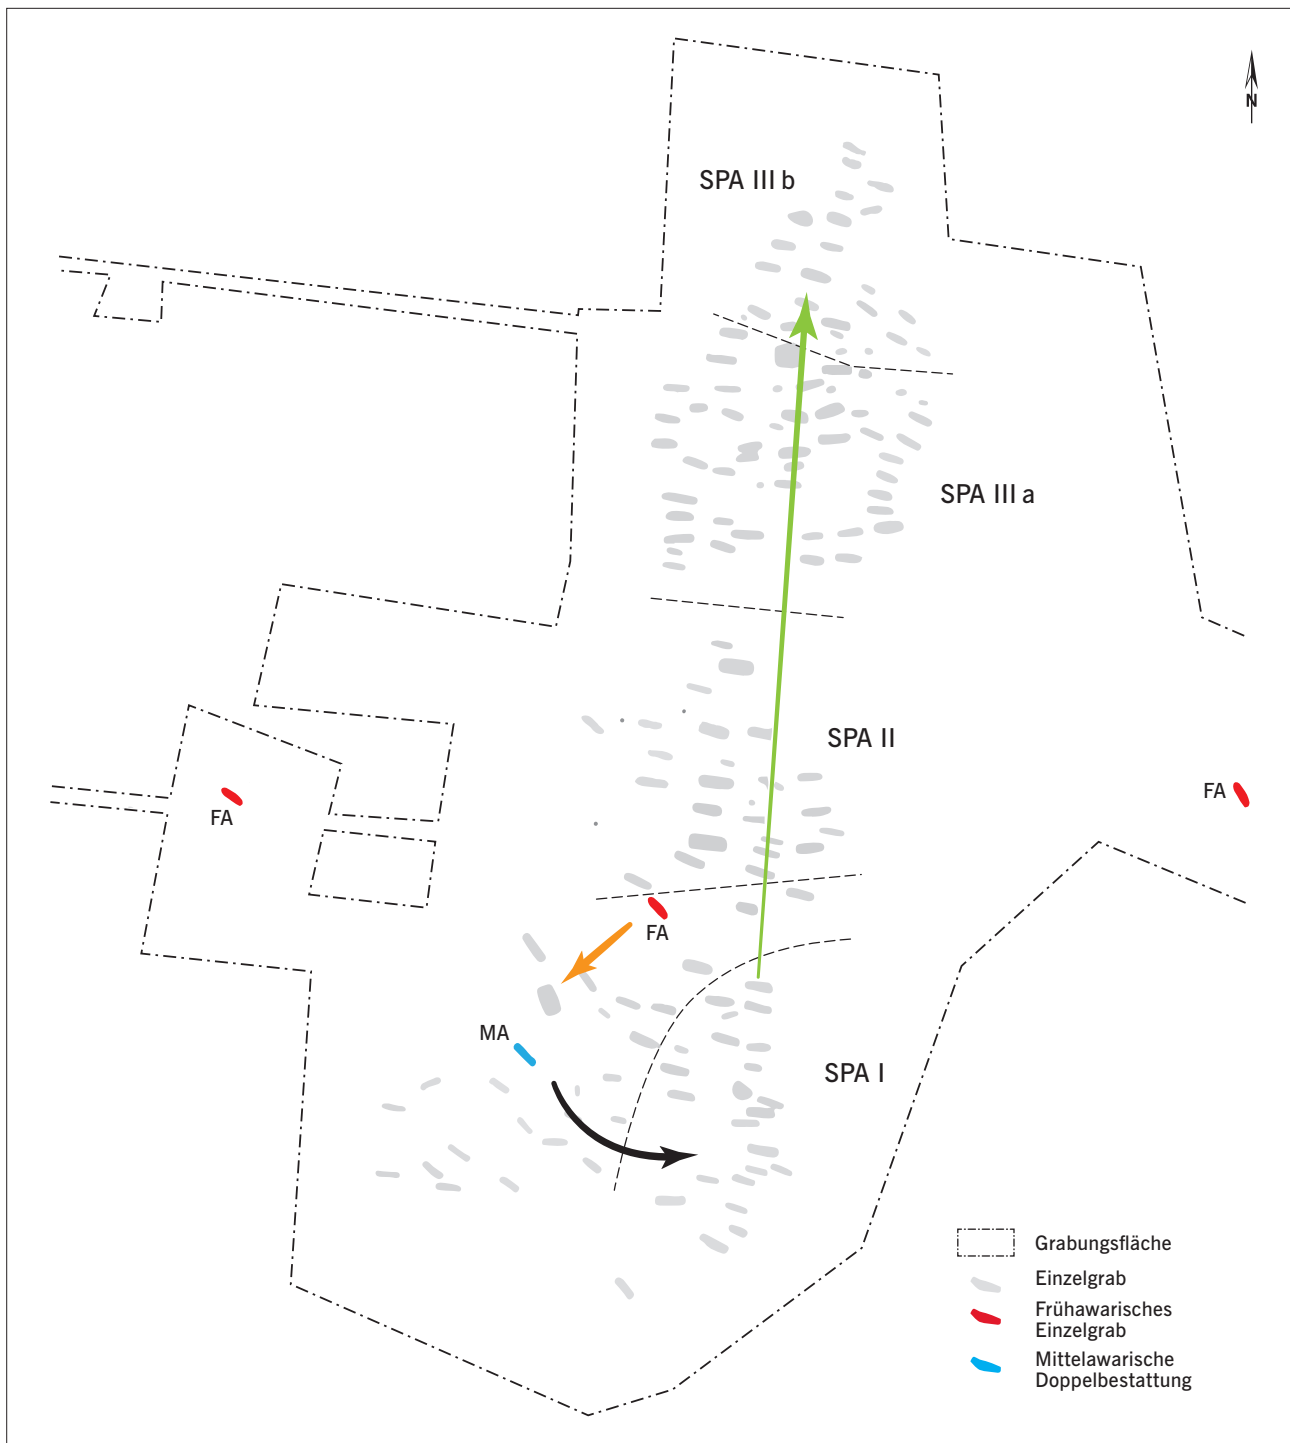 N
SPA III b
SPA III a
SPA II
FA
FA
FA
MA
SPA I
Grabungsfläche
Einzelgrab
Frühawarisches
Einzelgrab
Mittelawarische
Doppelbestattung